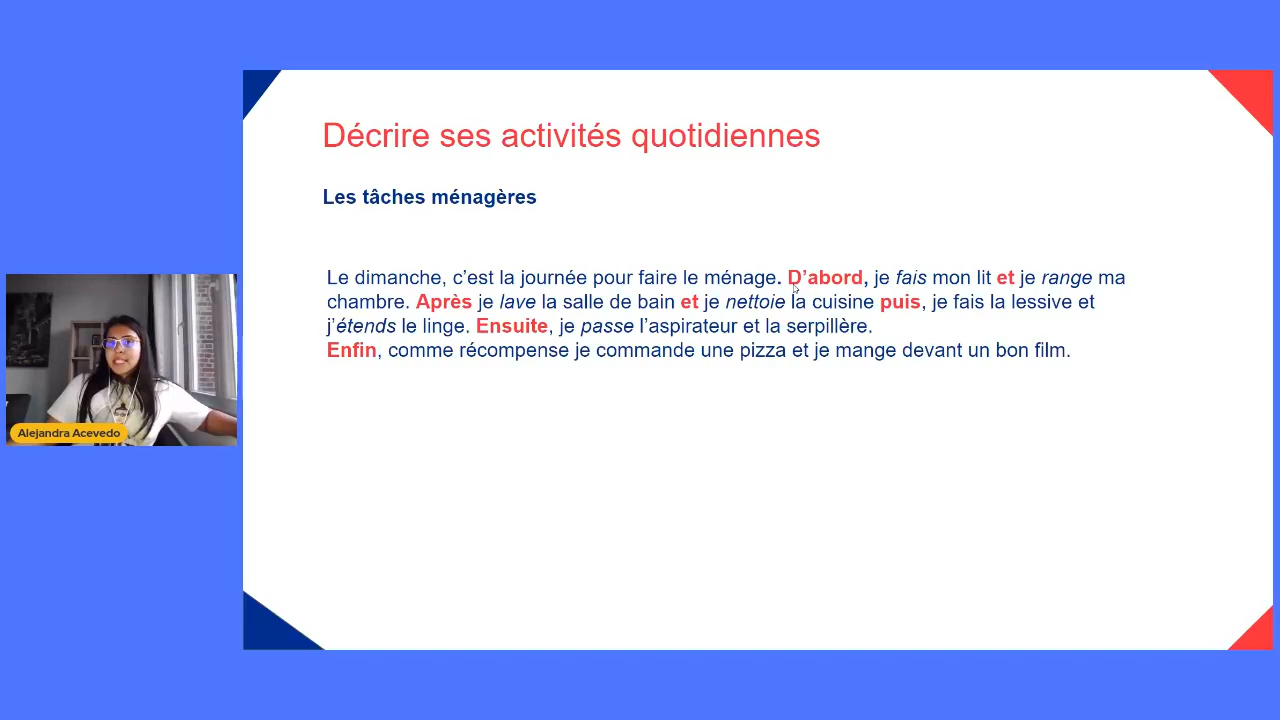 Décrire ses activités quotidiennes
Les tâches ménagères
Le dimanche, c’est la journée pour faire le ménage. D’abord, je fais mon lit et je range ma
chambre. Après je lave la salle de bain et je nettoie la cuisine puis, je fais la lessive et
j’étends le linge. Ensuite, je passe l’aspirateur et la serpillère.
Enfin, comme récompense je commande une pizza et je mange devant un bon film.
Alejandra Acevedo